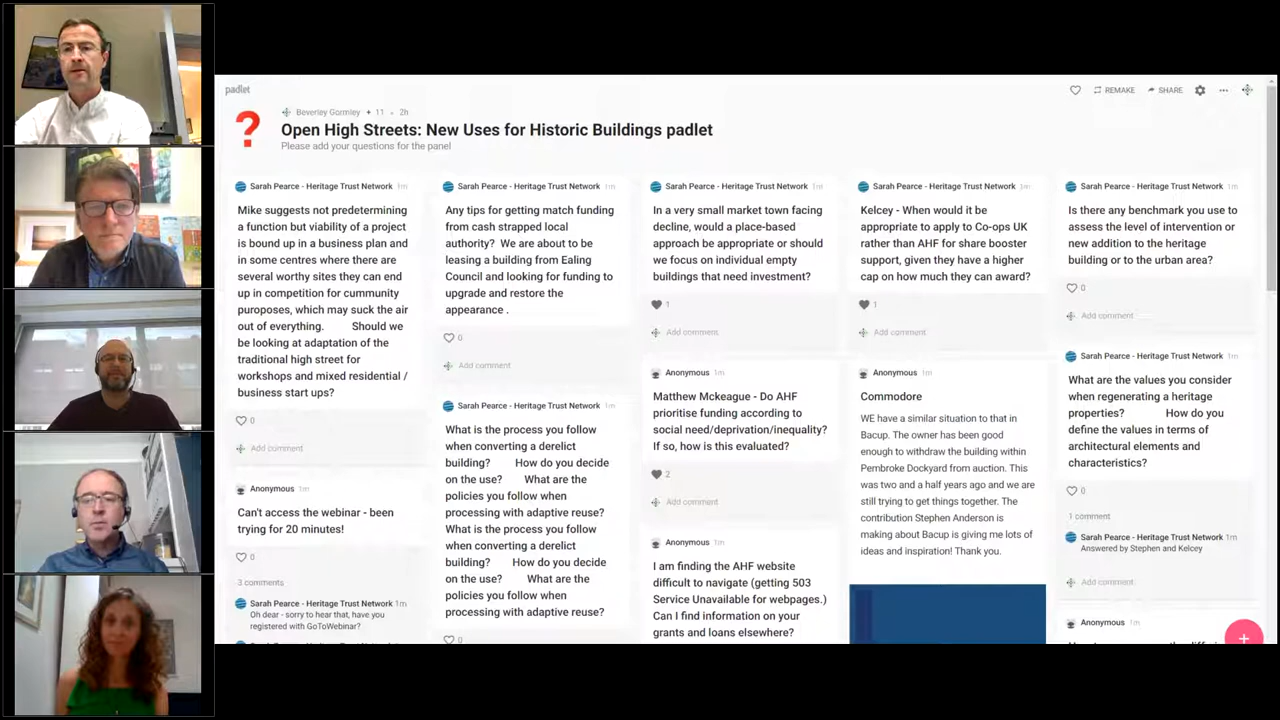 padlet
REMAKE
SHARE
Beverley Gormley + 11 • 2h
Open High Streets: New Uses for Historic Buildings padlet
Please add your questions for the panel
Sarah Pearce - Heritage Trust Network 1m
Mike suggests not predetermining
a function but viability of a project
is bound up in a business plan and
in some centres where there are
several worthy sites they can end
up in competition for cummunity
puroposes, which may suck the air
out of everything. Should we
be looking at adaptation of the
traditional high street for
workshops and mixed residential /
business start ups?
0
Add comment
Anonymous 1m
Can't access the webinar - been
trying for 20 minutes!
0
3 comments
Sarah Pearce - Heritage Trust Network 1m
Oh dear - sorry to hear that, have you
registered with GoToWebinar?
Sarah Pearce - Heritage Trust Network 1m
Any tips for getting match funding
from cash strapped local
authority? We are about to be
leasing a building from Ealing
Council and looking for funding to
upgrade and restore the
appearance .
0
Add comment
Sarah Pearce - Heritage Trust Network 1m
What is the process you follow
when converting a derelict
building? How do you decide
on the use? What are the
policies you follow when
processing with adaptive reuse?
What is the process you follow
when converting a derelict
building? How do you decide
on the use? What are the
policies you follow when
processing with adaptive reuse?
0
Sarah Pearce - Heritage Trust Network 1m
In a very small market town facing
decline, would a place-based
approach be appropriate or should
we focus on individual empty
buildings that need investment?
1
Add comment
Anonymous 1m
Matthew Mckeague - Do AHF
prioritise funding according to
social need/deprivation/inequality?
If so, how is this evaluated?
2
Add comment
Anonymous 1m
I am finding the AHF website
difficult to navigate (getting 503
Service Unavailable for webpages.)
Can I find information on your
grants and loans elsewhere?
Sarah Pearce - Heritage Trust Network 1m
Kelcey - When would it be
appropriate to apply to Co-ops UK
rather than AHF for share booster
support, given they have a higher
cap on how much they can award?
1
Add comment
Anonymous 1m
Commodore
WE have a similar situation to that in
Bacup. The owner has been good
enough to withdraw the building within
Pembroke Dockyard from auction. This
was two and a half years ago and we are
still trying to get things together. The
contribution Stephen Anderson is
making about Bacup is giving me lots of
ideas and inspiration! Thank you.
Sarah Pearce - Heritage Trust Network 1m
Is there any benchmark you use to
assess the level of intervention or
new addition to the heritage
building or to the urban area?
0
Add comment
Sarah Pearce - Heritage Trust Network 1m
What are the values you consider
when regenerating a heritage
properties? How do you
define the values in terms of
architectural elements and
characteristics?
0
1 comment
Sarah Pearce - Heritage Trust Network 1m
Answered by Stephen and Kelcey
Add comment
Anonymous 1m